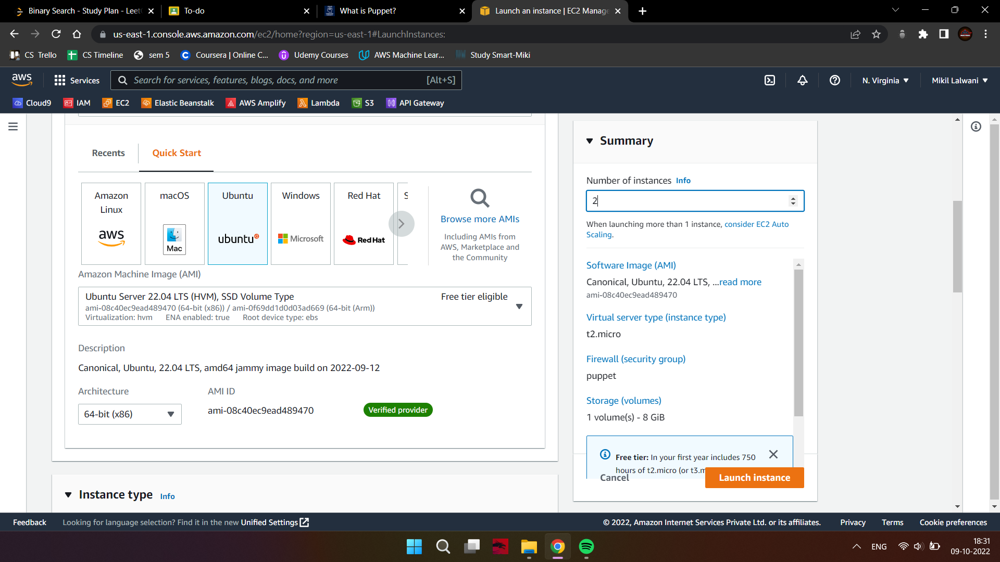 Binary Search - Study Plan - Leet
To-do
What is Puppet?
Launch an instance | EC2 Manage
us-east-1.console.aws.amazon.com/ec2/home?region=us-east-1#LaunchInstances:
CS Trello
CS Timeline
sem 5
Coursera | Online C...
Udemy Courses
AWS Machine Lear...
Study Smart-Miki
aws
Services
Search for services, features, blogs, docs, and more
[Alt+S]
N. Virginia
Mikil Lalwani
Cloud9
IAM
EC2
Elastic Beanstalk
AWS Amplify
Lambda
S3
API Gateway
Recents
Quick Start
Amazon
Linux
aws
macOS
Mac
Ubuntu
ubuntu
Windows
Microsoft
Red Hat
Red Hat
S
Browse more AMIs
Including AMIs from
AWS, Marketplace and
the Community
Amazon Machine Image (AMI)
Ubuntu Server 22.04 LTS (HVM), SSD Volume Type
Free tier eligible
ami-08c40ec9ead489470 (64-bit (x86)) / ami-0f69dd1d0d03ad669 (64-bit (Arm))
Virtualization: hvm ENA enabled: true Root device type: ebs
Description
Canonical, Ubuntu, 22.04 LTS, amd64 jammy image build on 2022-09-12
Architecture
64-bit (x86)
AMI ID
ami-08c40ec9ead489470
Verified provider
Instance type Info
Summary
Number of instances Info
2
When launching more than 1 instance, consider EC2 Auto
Scaling.
Software Image (AMI)
Canonical, Ubuntu, 22.04 LTS, ...read more
ami-08c40ec9ead489470
Virtual server type (instance type)
t2.micro
Firewall (security group)
puppet
Storage (volumes)
1 volume(s) - 8 GiB
Free tier: In your first year includes 750
hours of t2.micro (or t3.m
Cancel
Launch instance
Feedback
Looking for language selection? Find it in the new Unified Settings
© 2022, Amazon Internet Services Private Ltd. or its affiliates.
Privacy
Terms
Cookie preferences
ENG
18:31
09-10-2022